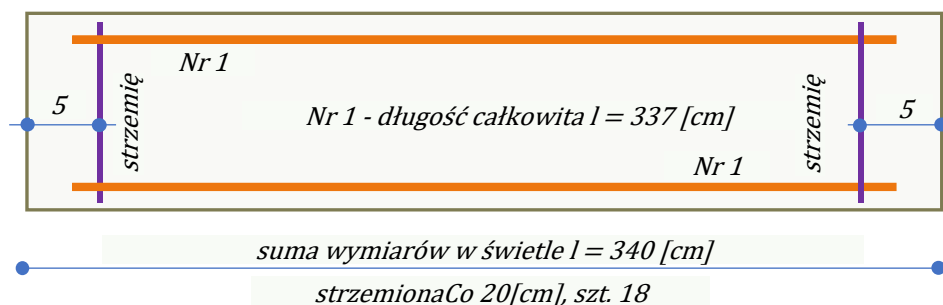 Nr 1
5
strzemię
Nr 1 - długość całkowita l = 337 [cm]
strzemię
5
Nr 1
suma wymiarów w świetle l = 340 [cm]
strzemionaCo 20[cm], szt. 18